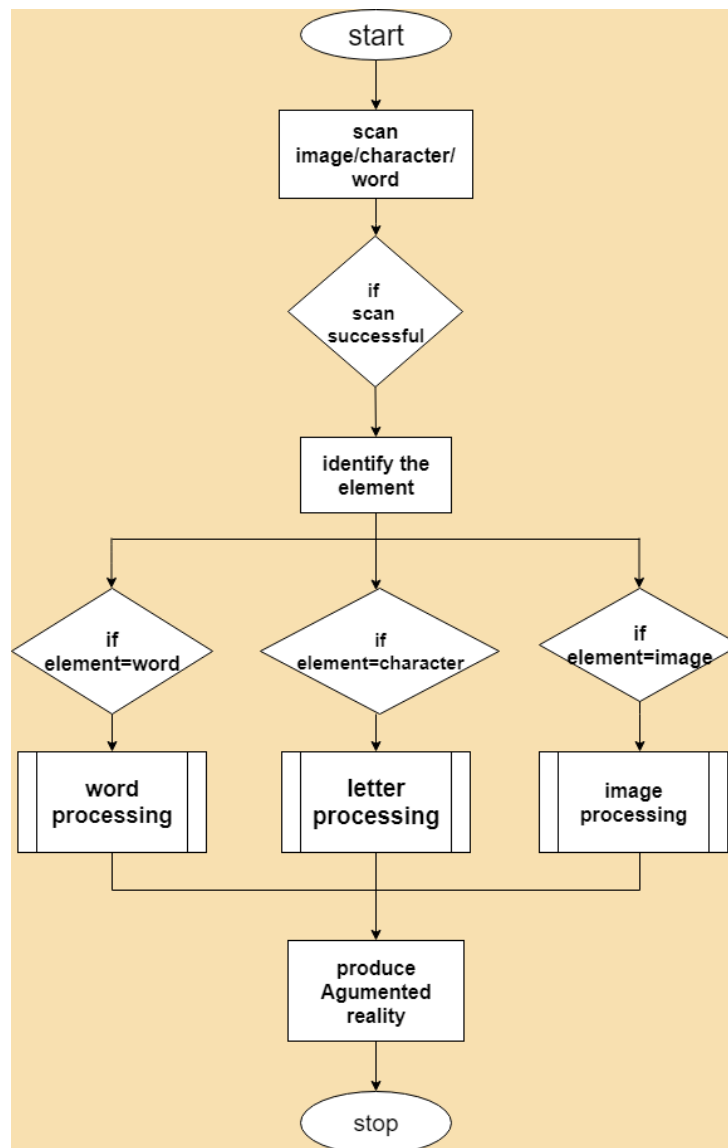 start
scan
image/character/
word
if
scan
successful
identify the
element
if
element=word
if
element=character
if
element=image
word
processing
letter
processing
image
processing
produce
Agumented
reality
stop